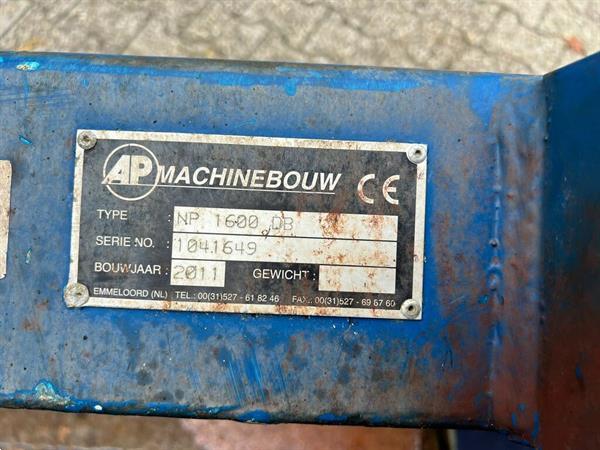 AP MACHINEBOUW CE
TYPE : NP 1600 DB
SERIE NO. : 1041649
BOUWJAAR : 2011 GEWICHT :
EMMELOORD (NL) TEL.: 00(31)527 - 61 82 46 FAX.: 00(31)527 - 69 87 60